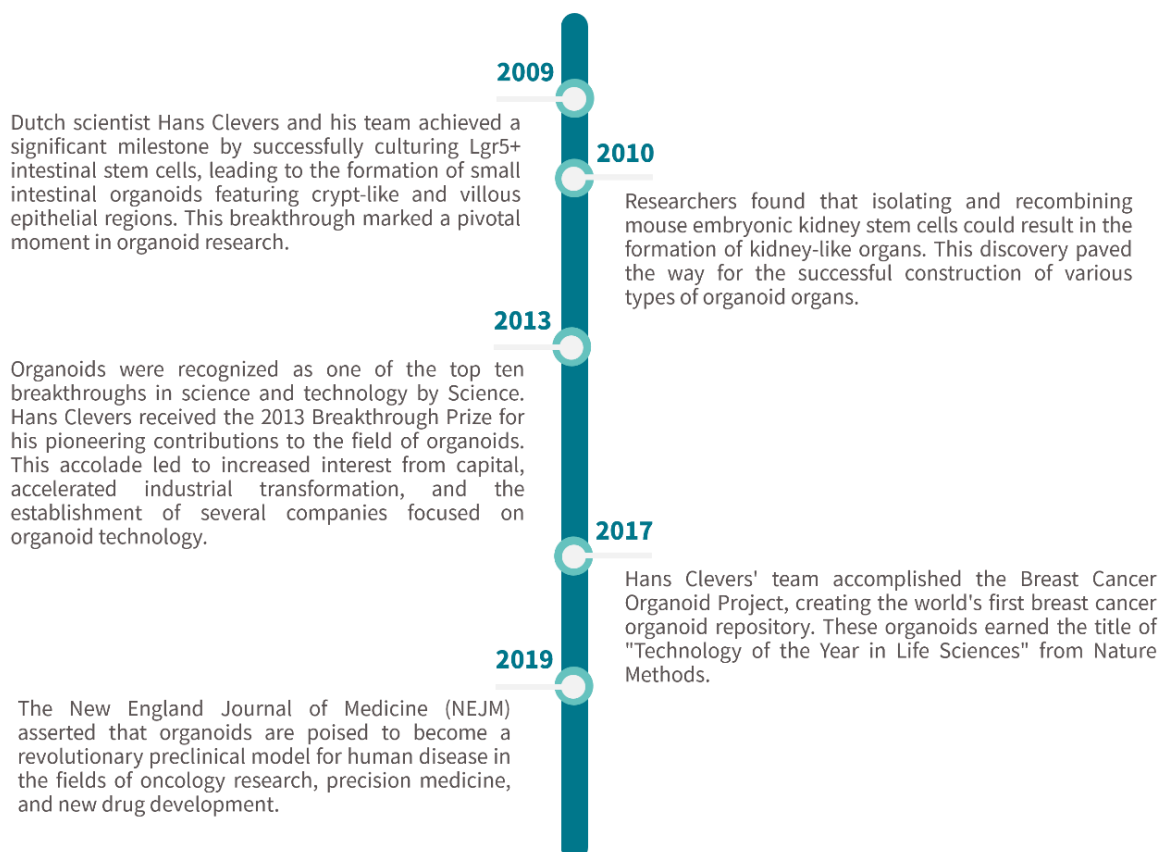 2009
Dutch scientist Hans Clevers and his team achieved a
significant milestone by successfully culturing Lgr5+
intestinal stem cells, leading to the formation of small
intestinal organoids featuring crypt-like and villous
epithelial regions. This breakthrough marked a pivotal
moment in organoid research.
2010
Researchers found that isolating and recombining
mouse embryonic kidney stem cells could result in the
formation of kidney-like organs. This discovery paved
the way for the successful construction of various
types of organoid organs.
2013
Organoids were recognized as one of the top ten
breakthroughs in science and technology by Science.
Hans Clevers received the 2013 Breakthrough Prize for
his pioneering contributions to the field of organoids.
This accolade led to increased interest from capital,
accelerated industrial transformation, and the
establishment of several companies focused on
organoid technology.
2017
Hans Clevers' team accomplished the Breast Cancer
Organoid Project, creating the world's first breast cancer
organoid repository. These organoids earned the title of
"Technology of the Year in Life Sciences" from Nature
Methods.
2019
The New England Journal of Medicine (NEJM)
asserted that organoids are poised to become a
revolutionary preclinical model for human disease in
the fields of oncology research, precision medicine,
and new drug development.